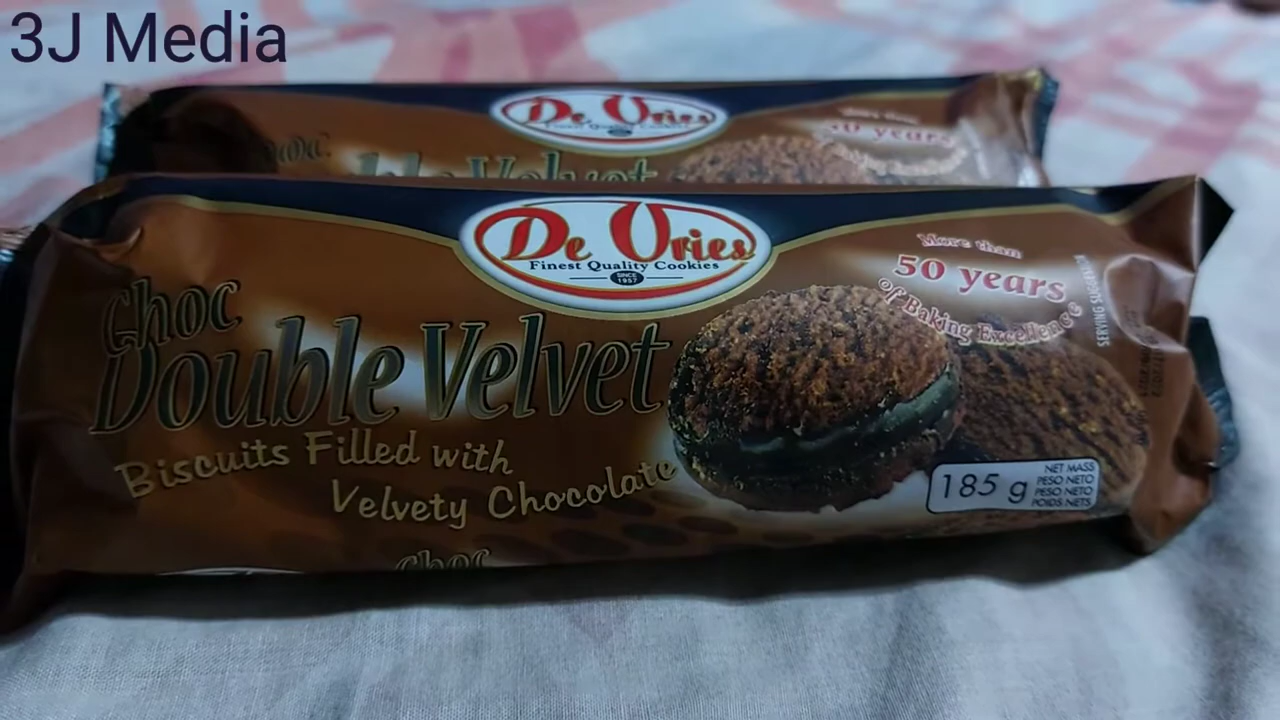 3J Media
De Vries
Finest Quality Cookies
50 years
De Vries
Finest Quality Cookies
SINCE
1957
More than
50 years
of Baking Excellence
SERVING SUGGESTION
Choc
Double Velvet
Biscuits Filled with
Velvety Chocolate
185 g
NET MASS
PESO NETO
PESO NETO
POIDS NETS
choc